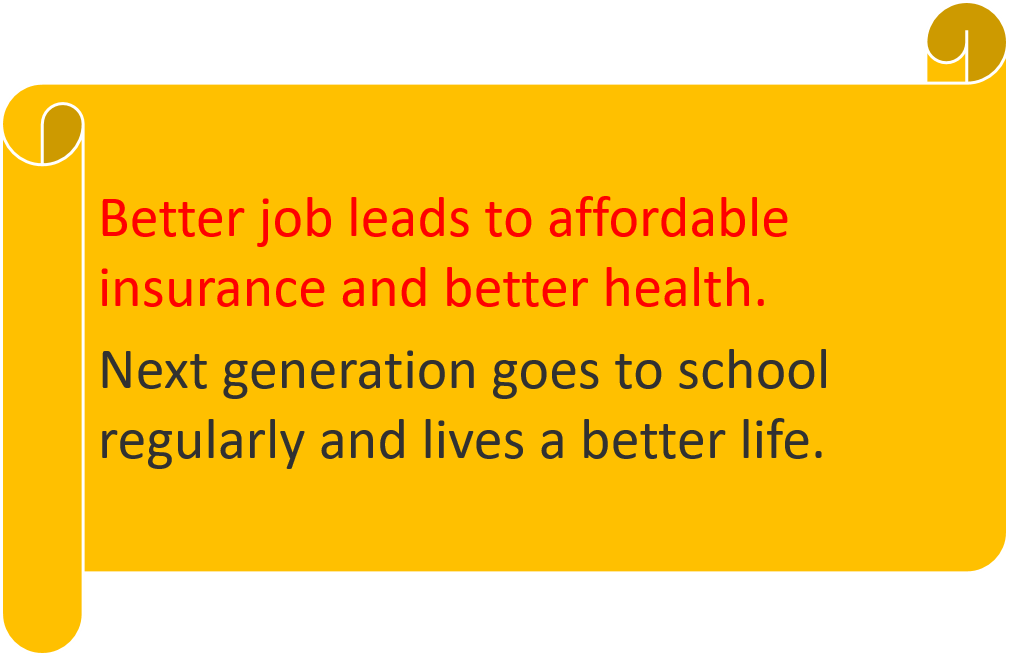 Better job leads to affordable
insurance and better health.
Next generation goes to school
regularly and lives a better life.